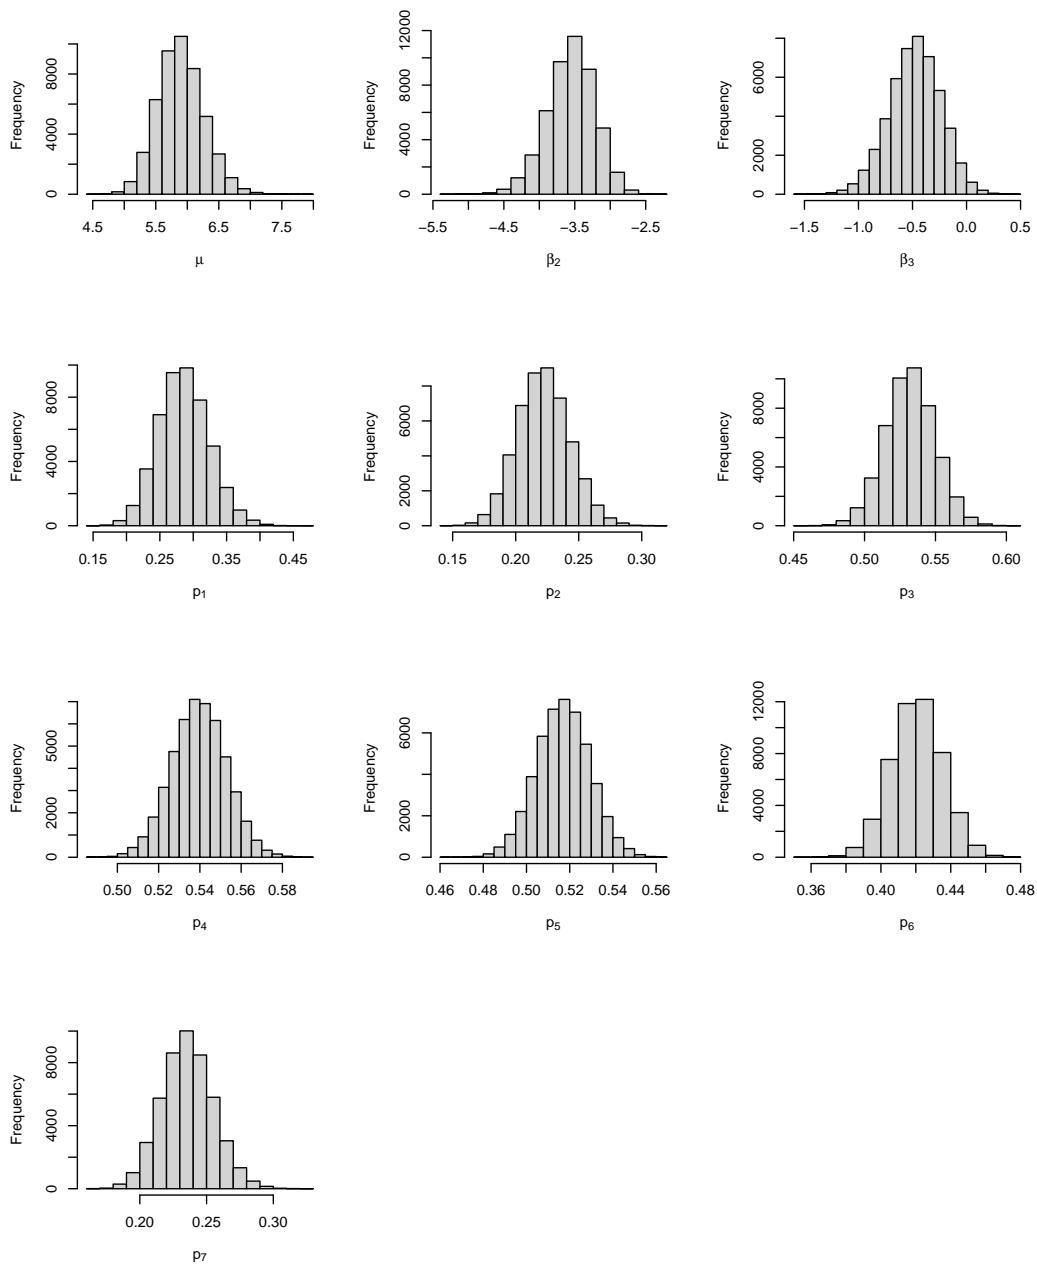 Frequency
0 4000 8000
4.5 5.5 6.5 7.5
μ
Frequency
0 4000 8000 12000
−5.5 −4.5 −3.5 −2.5
β2
Frequency
0 2000 6000
−1.5 −1.0 −0.5 0.0 0.5
β3
Frequency
0 4000 8000
0.15 0.25 0.35 0.45
p1
Frequency
0 2000 6000
0.15 0.20 0.25 0.30
p2
Frequency
0 4000 8000
0.45 0.50 0.55 0.60
p3
Frequency
0 2000 5000
0.50 0.52 0.54 0.56 0.58
p4
Frequency
0 2000 6000
0.46 0.48 0.50 0.52 0.54 0.56
p5
Frequency
0 4000 8000 12000
0.36 0.40 0.44 0.48
p6
Frequency
0 4000 8000
0.20 0.25 0.30
p7